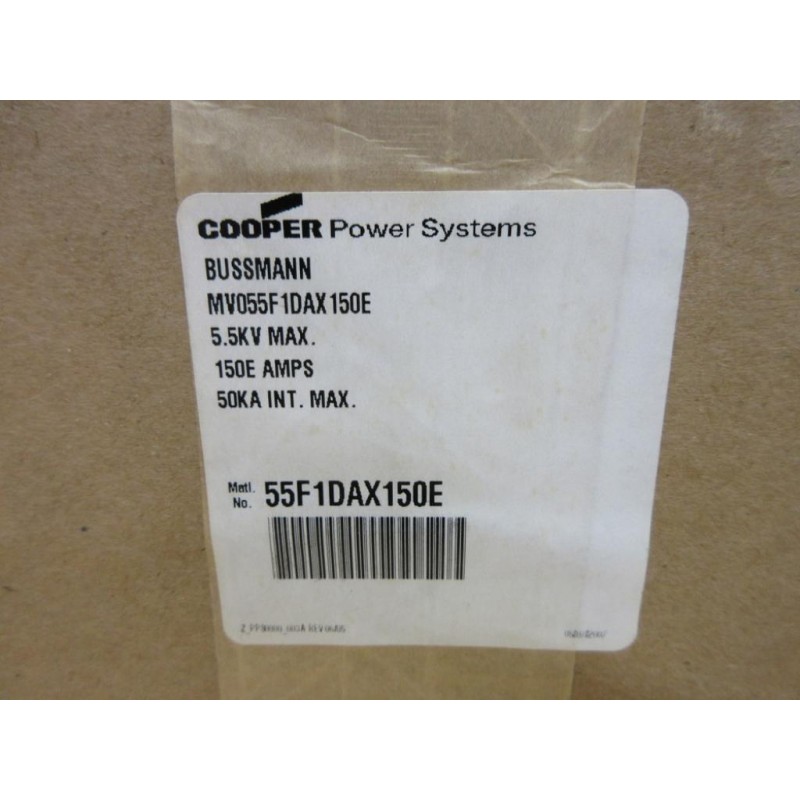 COOPER Power Systems
BUSSMANN
MV055F1DAX150E
5.5KV MAX.
150E AMPS
50KA INT. MAX.
Matl. No. 55F1DAX150E